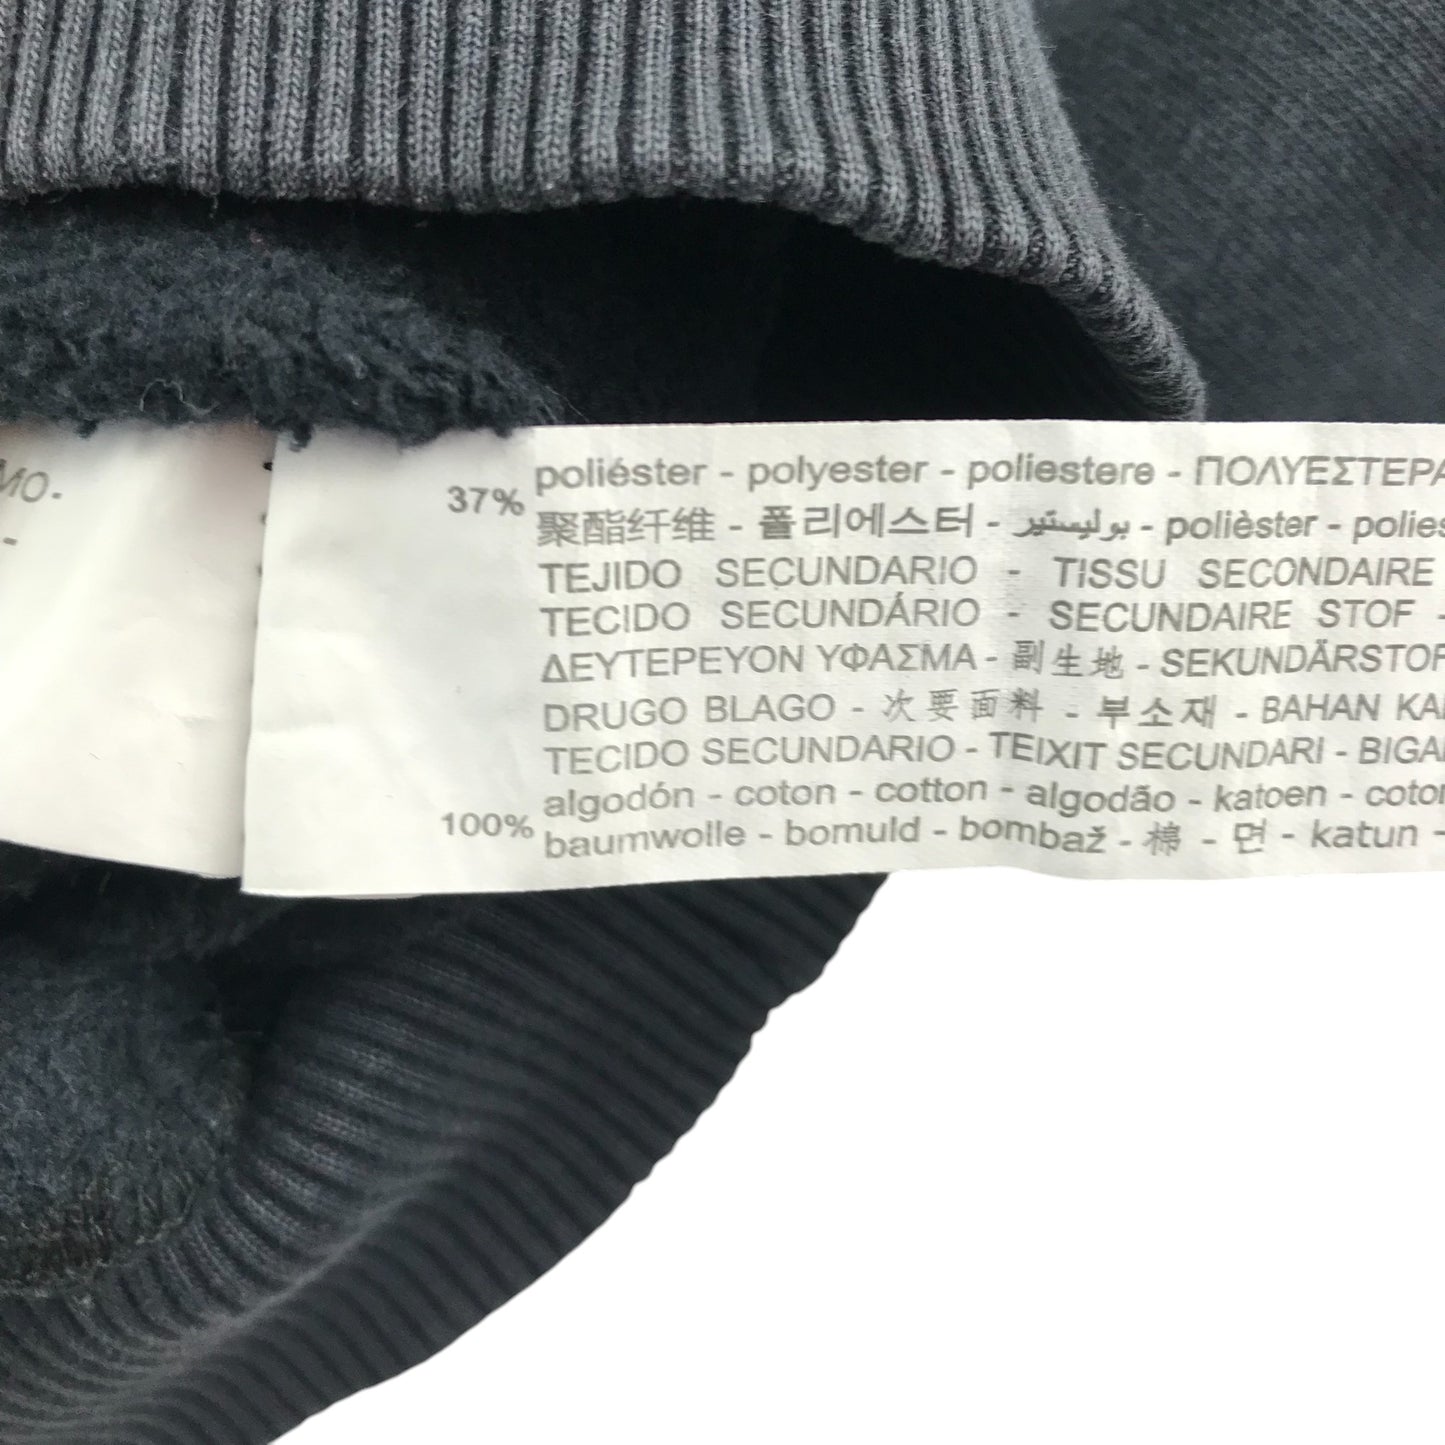 MO.
-
37% poliéster - polyester - poliestere - ΠΟΛΥΕΣΤΕΡΑ
聚酯纤维 - 폴리에스터 - بوليستير - polièster - polies
TEJIDO SECUNDARIO - TISSU SECONDAIRE
TECIDO SECUNDÁRIO - SECUNDAIRE STOF -
ΔΕΥΤΕΡΕΥΟΝ ΥΦΑΣΜΑ - 副生地 - SEKUNDÄRSTOF
DRUGO BLAGO - 次要面料 - 부소재 - BAHAN KA
TECIDO SECUNDARIO - TEIXIT SECUNDARI - BIGA
100% algodón - coton - cotton - algodão - katoen - coto
baumwolle - bomuld - bombaž - 棉 - 면 - katun -